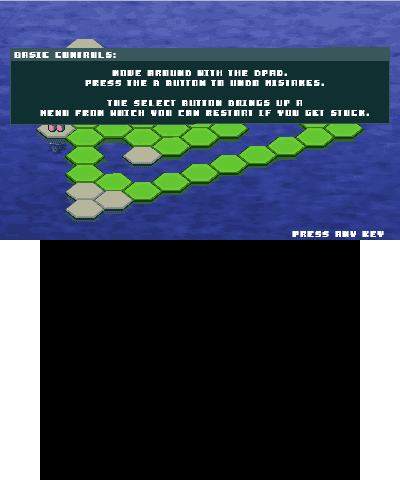 BASIC CONTROLS:
MOVE AROUND WITH THE DPAD.
PRESS THE B BUTTON TO UNDO MISTAKES.
THE SELECT BUTTON BRINGS UP A
MENU FROM WHICH YOU CAN RESTART IF YOU GET STUCK.
PRESS ANY KEY